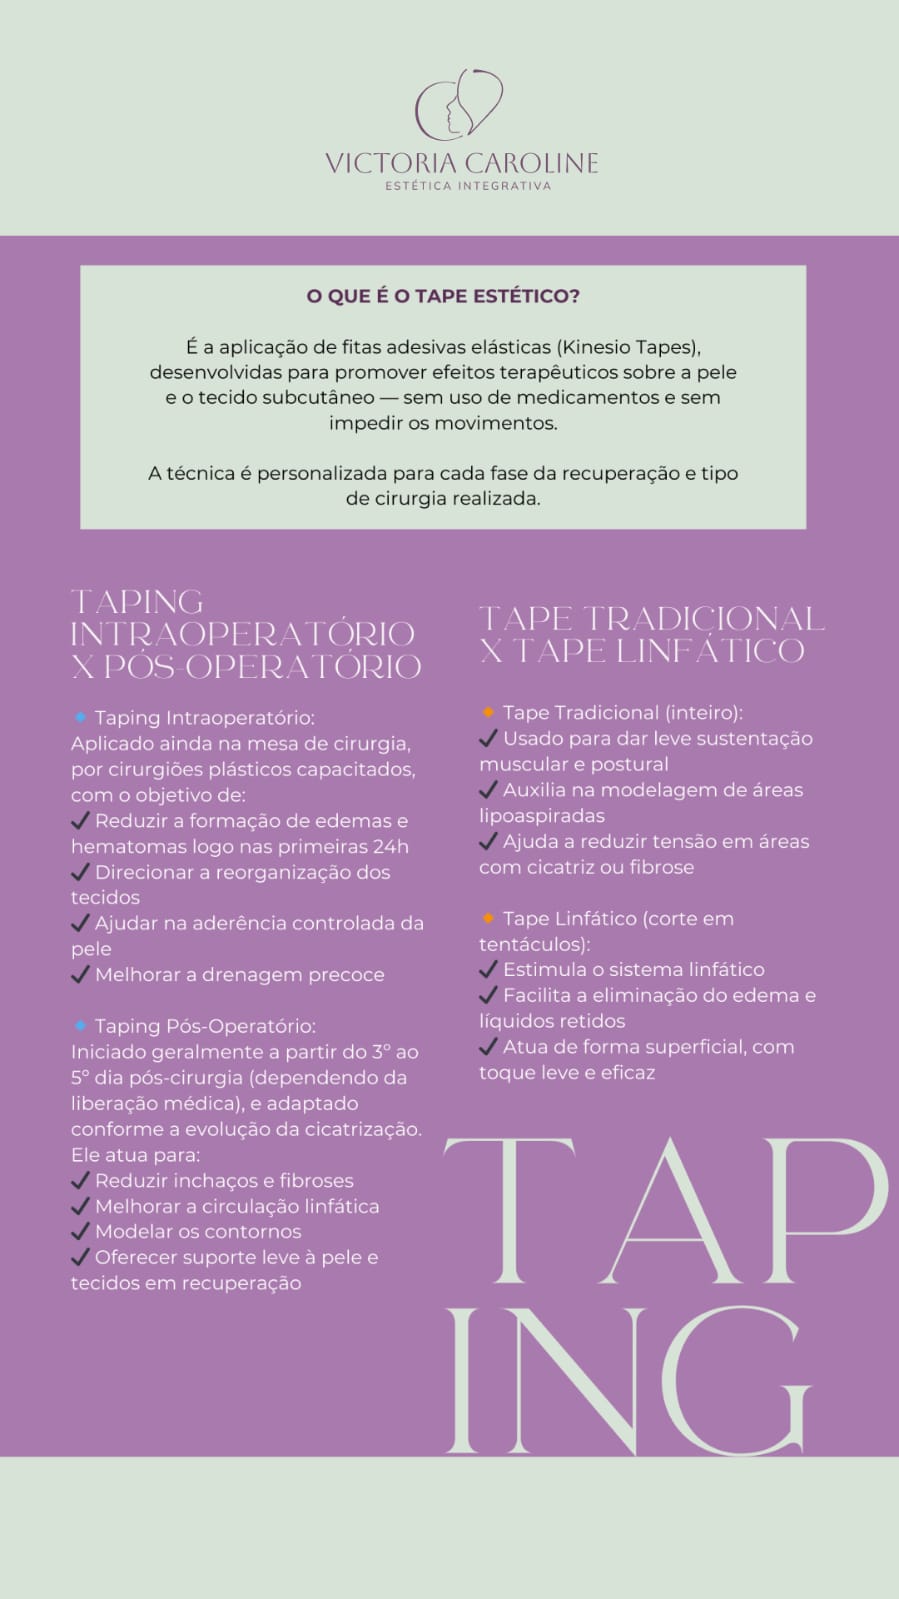 VICTORIA CAROLINE
ESTÉTICA INTEGRATIVA
O QUE É O TAPE ESTÉTICO?
É a aplicação de fitas adesivas elásticas (Kinesio Tapes),
desenvolvidas para promover efeitos terapêuticos sobre a pele
e o tecido subcutâneo — sem uso de medicamentos e sem
impedir os movimentos.
A técnica é personalizada para cada fase da recuperação e tipo
de cirurgia realizada.
TAPING
INTRAOPERATÓRIO
X PÓS-OPERATÓRIO
🔹 Taping Intraoperatório:
Aplicado ainda na mesa de cirurgia,
por cirurgiões plásticos capacitados,
com o objetivo de:
✔ Reduzir a formação de edemas e
hematomas logo nas primeiras 24h
✔ Direcionar a reorganização dos
tecidos
✔ Ajudar na aderência controlada da
pele
✔ Melhorar a drenagem precoce
🔹 Taping Pós-Operatório:
Iniciado geralmente a partir do 3º ao
5º dia pós-cirurgia (dependendo da
liberação médica), e adaptado
conforme a evolução da cicatrização.
Ele atua para:
✔ Reduzir inchaços e fibroses
✔ Melhorar a circulação linfática
✔ Modelar os contornos
✔ Oferecer suporte leve à pele e
tecidos em recuperação
TAPE TRADICIONAL
X TAPE LINFÁTICO
🔸 Tape Tradicional (inteiro):
✔ Usado para dar leve sustentação
muscular e postural
✔ Auxilia na modelagem de áreas
lipoaspiradas
✔ Ajuda a reduzir tensão em áreas
com cicatriz ou fibrose
🔸 Tape Linfático (corte em
tentáculos):
✔ Estimula o sistema linfático
✔ Facilita a eliminação do edema e
líquidos retidos
✔ Atua de forma superficial, com
toque leve e eficaz
TAP
ING